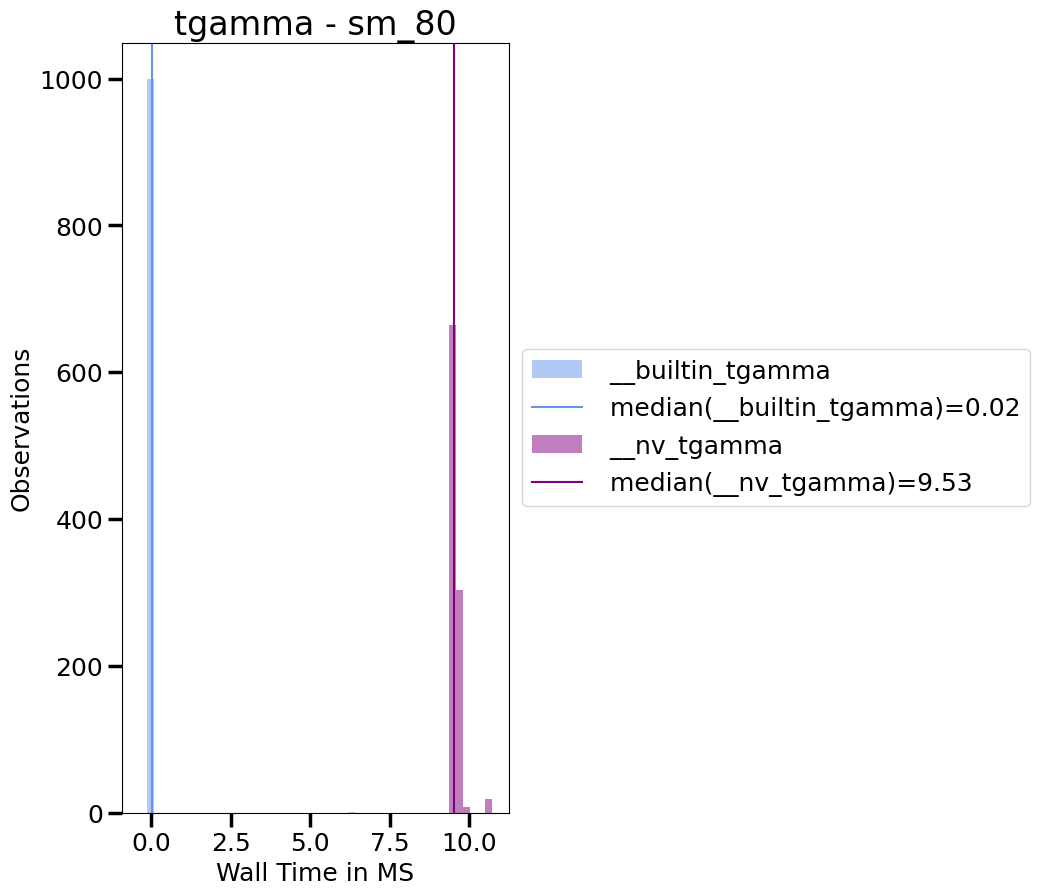 tgamma - sm_80
1000
800
600
400
200
0
Observations
0.0 2.5 5.0 7.5 10.0
Wall Time in MS
__builtin_tgamma
median(__builtin_tgamma)=0.02
__nv_tgamma
median(__nv_tgamma)=9.53